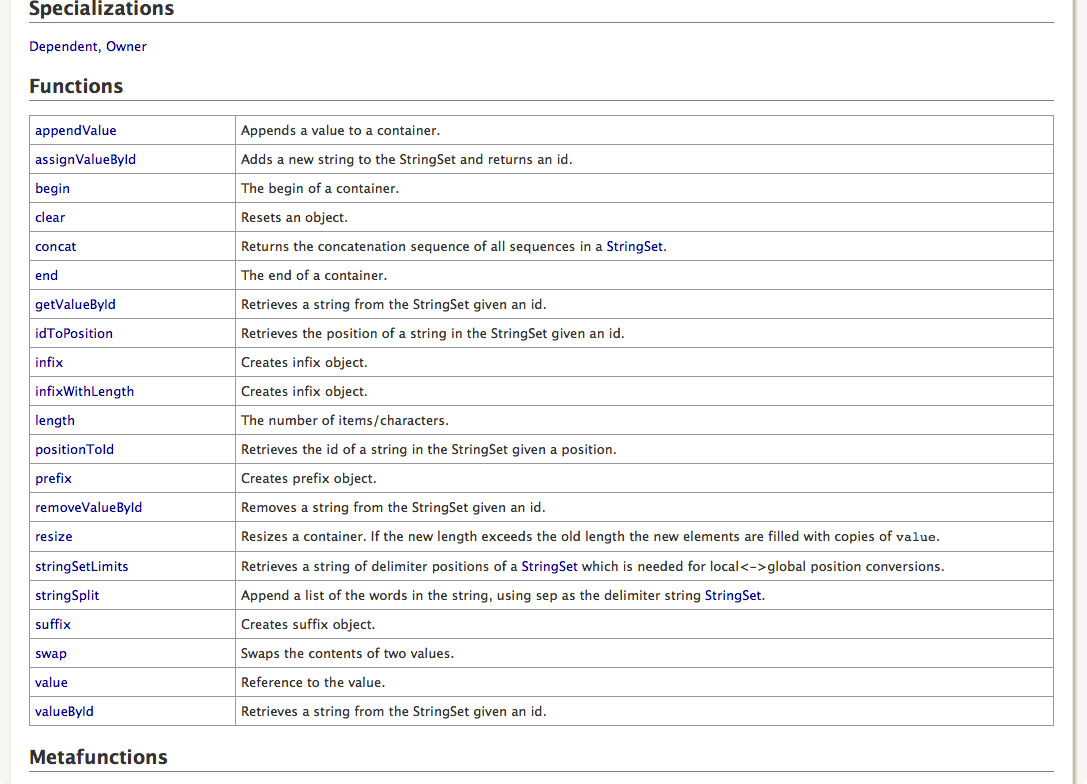 Specializations
Dependent, Owner
Functions
appendValue Appends a value to a container.
assignValueById Adds a new string to the StringSet and returns an id.
begin The begin of a container.
clear Resets an object.
concat Returns the concatenation sequence of all sequences in a StringSet.
end The end of a container.
getValueById Retrieves a string from the StringSet given an id.
idToPosition Retrieves the position of a string in the StringSet given an id.
infix Creates infix object.
infixWithLength Creates infix object.
length The number of items/characters.
positionToId Retrieves the id of a string in the StringSet given a position.
prefix Creates prefix object.
removeValueById Removes a string from the StringSet given an id.
resize Resizes a container. If the new length exceeds the old length the new elements are filled with copies of value.
stringSetLimits Retrieves a string of delimiter positions of a StringSet which is needed for local<->global position conversions.
stringSplit Append a list of the words in the string, using sep as the delimiter string StringSet.
suffix Creates suffix object.
swap Swaps the contents of two values.
value Reference to the value.
valueById Retrieves a string from the StringSet given an id.
Metafunctions